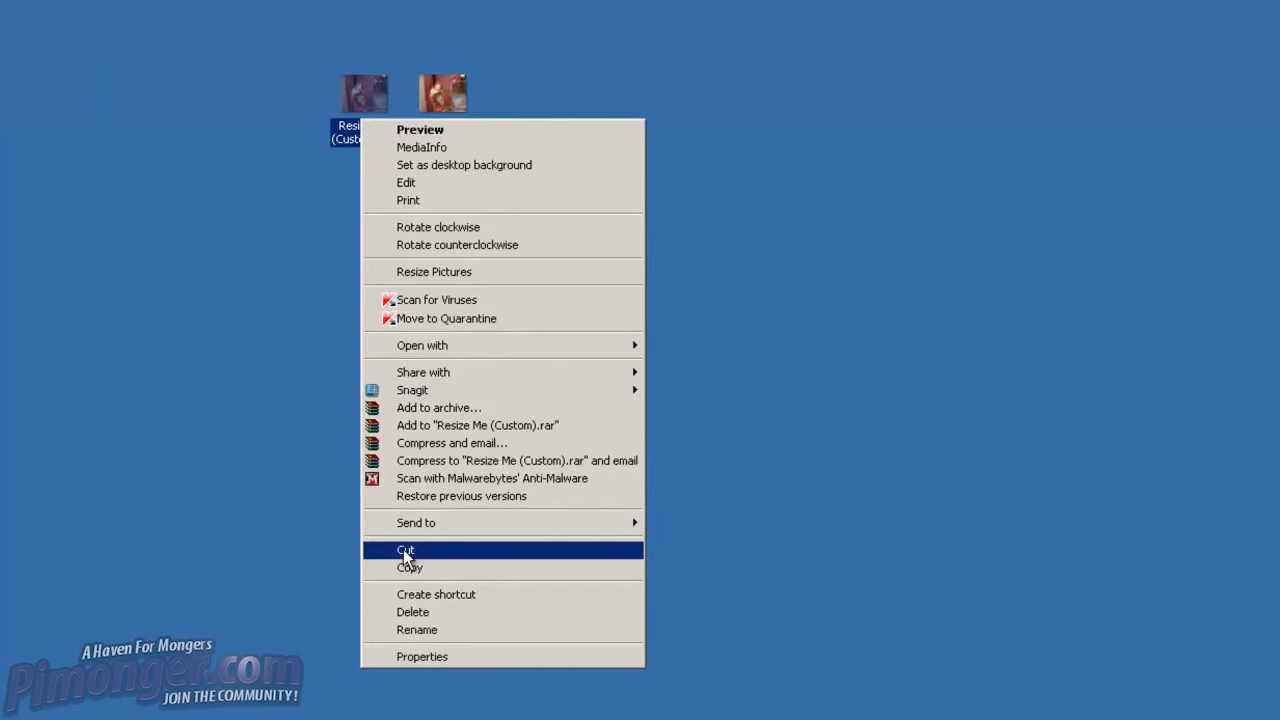 Resi
(Custo
Preview
MediaInfo
Set as desktop background
Edit
Print
Rotate clockwise
Rotate counterclockwise
Resize Pictures
Scan for Viruses
Move to Quarantine
Open with
Share with
Snagit
Add to archive...
Add to "Resize Me (Custom).rar"
Compress and email...
Compress to "Resize Me (Custom).rar" and email
Scan with Malwarebytes' Anti-Malware
Restore previous versions
Send to
Cut
Copy
Create shortcut
Delete
Rename
Properties
A Haven For Mongers
Pimonger.com
JOIN THE COMMUNITY!